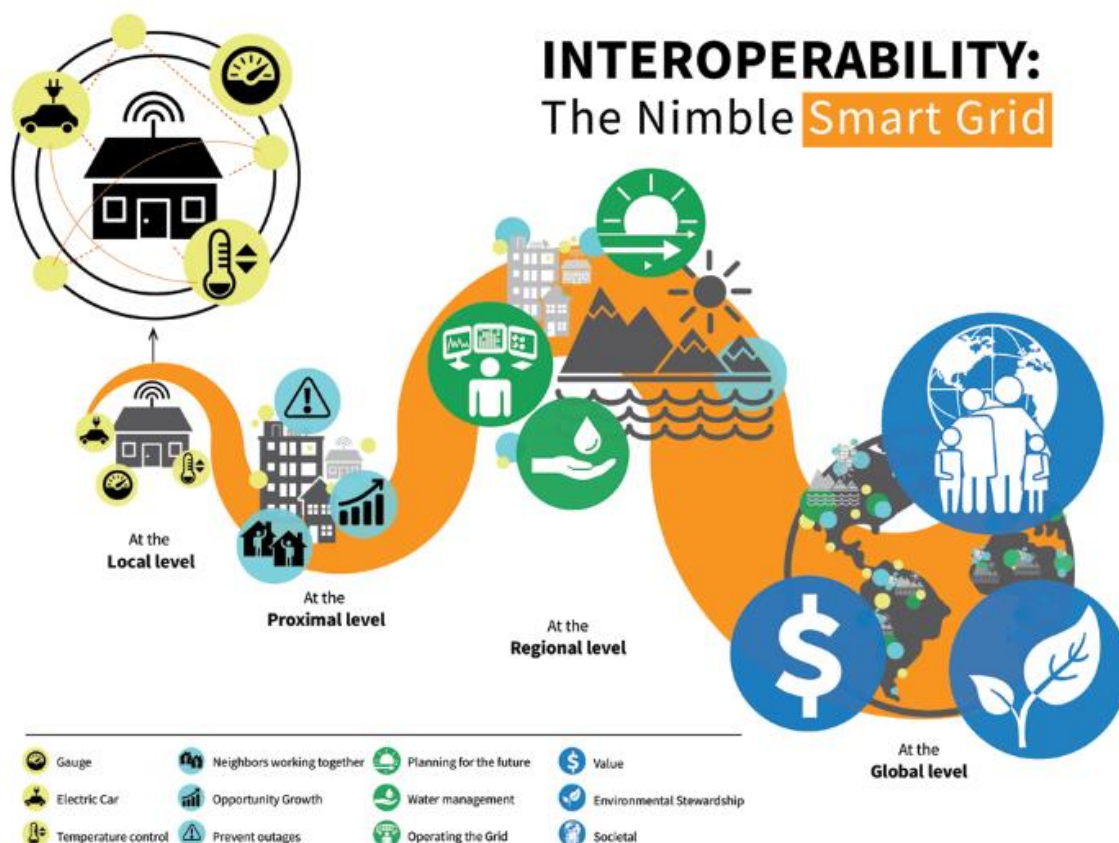 INTEROPERABILITY:
The Nimble Smart Grid
At the
Local level
At the
Proximal level
At the
Regional level
At the
Global level
Gauge
Electric Car
Temperature control
Neighbors working together
Opportunity Growth
Prevent outages
Planning for the future
Water management
Operating the Grid
$ Value
Environmental Stewardship
Societal